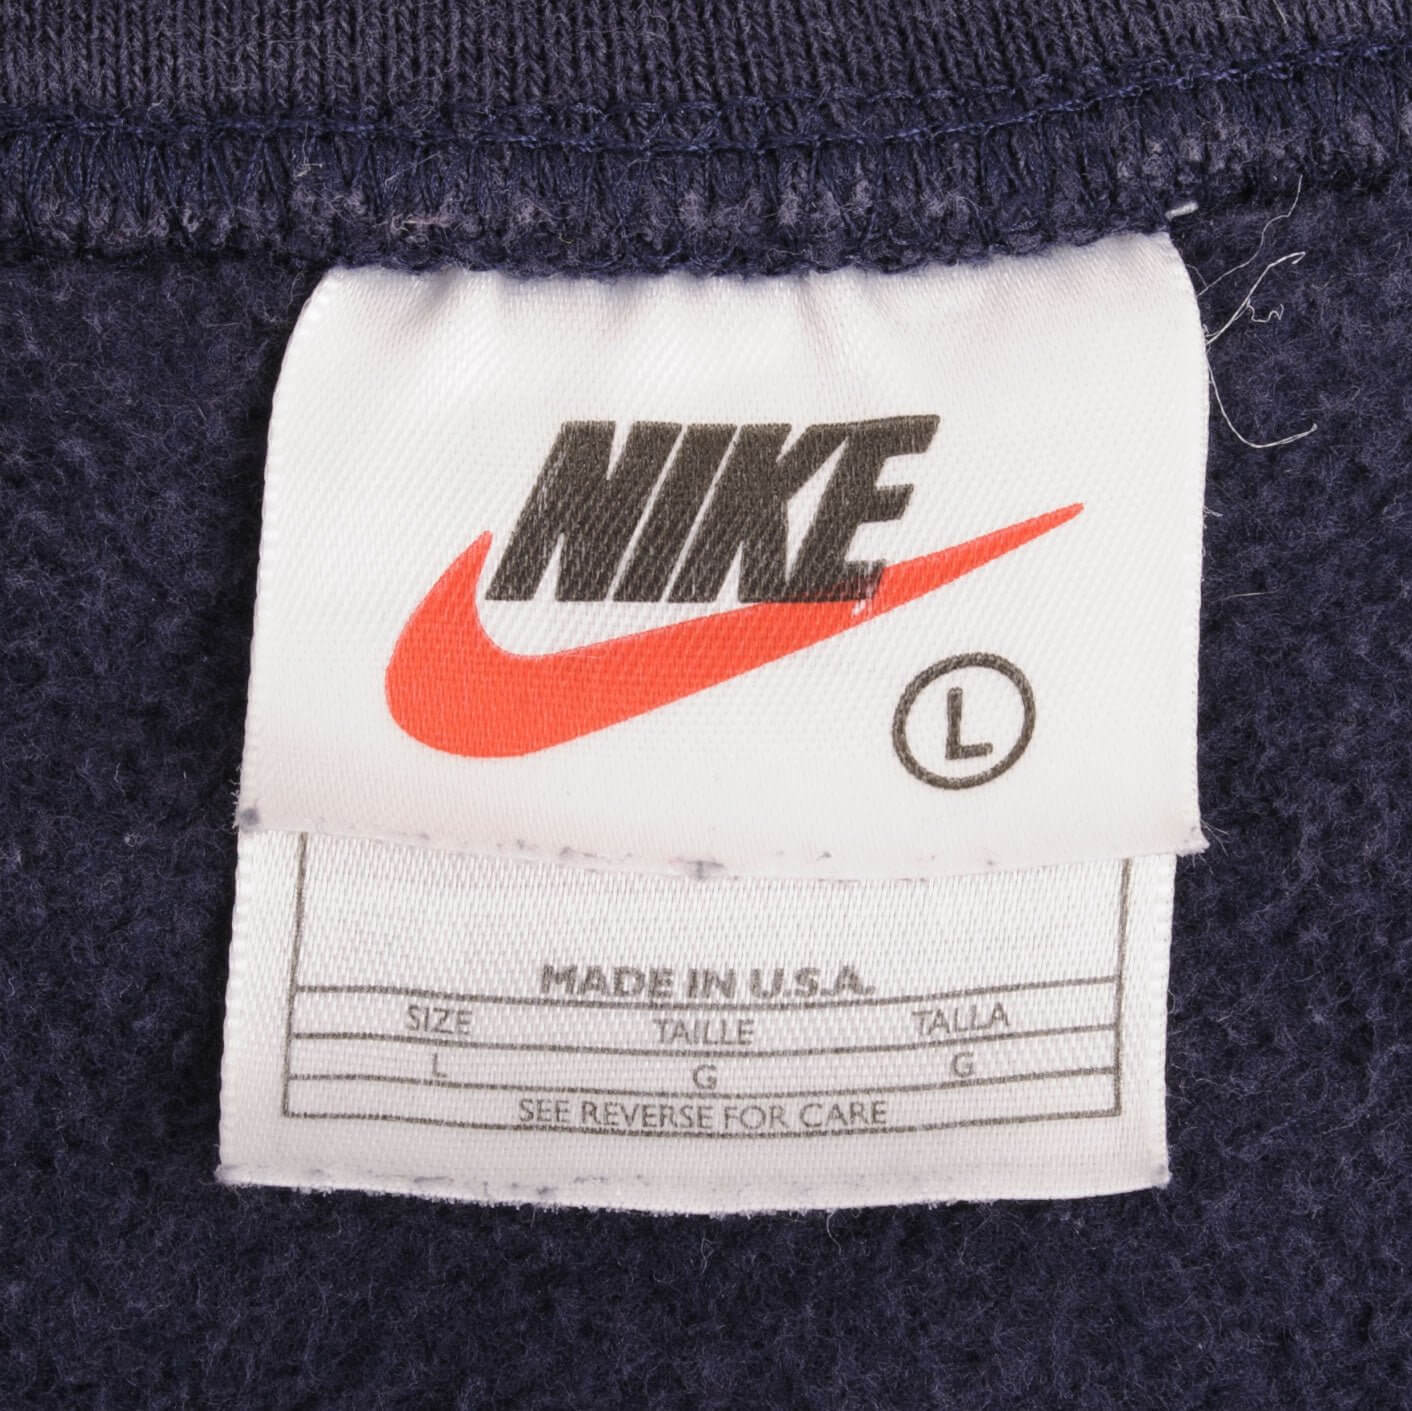 NIKE
L
MADE IN U.S.A.
SIZE TAILLE TALLA
L G G
SEE REVERSE FOR CARE